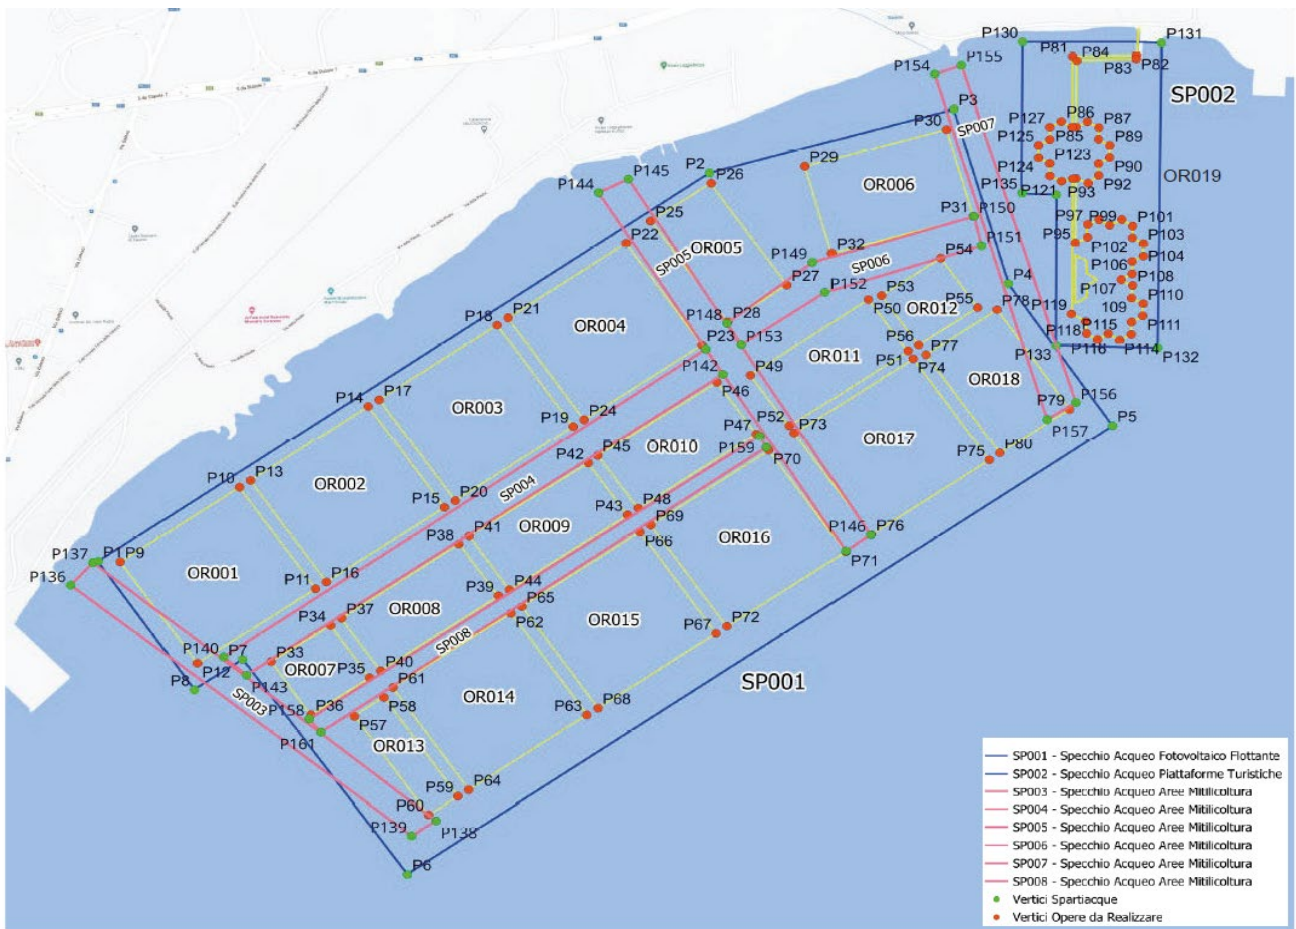 P130
P131
P155
P81
P84
P154
P83
P82
SP002
P3
P30
SP007
P127
P86
P87
P125
P85
P89
P123
P124
P90
P135
P121
P93
P92
OR019
P145
P2
P144
P26
P29
OR006
P25
P22
OR005
SP005
P31
P150
P97
P99
P101
P95
P102
P103
P149
P32
P151
P54
SP006
P106
P104
P4
P27
P152
P107
P108
P53
P50
OR012
P55
P78
P119
109
P110
P18
P21
OR004
P148
P28
P118
P115
P111
P153
P56
P77
P133
P116
P114
P132
P23
OR011
P51
P74
P142
P49
OR018
P14
P17
P46
OR003
P24
P79
P156
P19
P52
P73
P157
P5
P47
P45
OR010
P159
OR017
P42
P70
P75
P80
P10
P13
OR002
SP004
P15
P20
P43
P48
P41
P69
P38
OR009
P66
OR016
P146
P76
P137
P1
P9
P71
P136
OR001
P11
P16
P39
P44
P37
P65
P34
OR008
P62
OR015
P67
P72
SP008
P140
P7
P33
P40
P12
OR007
P35
P8
P143
P61
SP001
SP003
P36
P58
OR014
P158
P57
P63
P68
P161
OR013
P59
P64
P60
P139
P138
P6
SP001 - Specchio Acqueo Fotovoltaico Flottante
SP002 - Specchio Acqueo Piattaforme Turistiche
SP003 - Specchio Acqueo Aree Mitilicoltura
SP004 - Specchio Acqueo Aree Mitilicoltura
SP005 - Specchio Acqueo Aree Mitilicoltura
SP006 - Specchio Acqueo Aree Mitilicoltura
SP007 - Specchio Acqueo Aree Mitilicoltura
SP008 - Specchio Acqueo Aree Mitilicoltura
Vertici Spartiacque
Vertici Opere da Realizzare